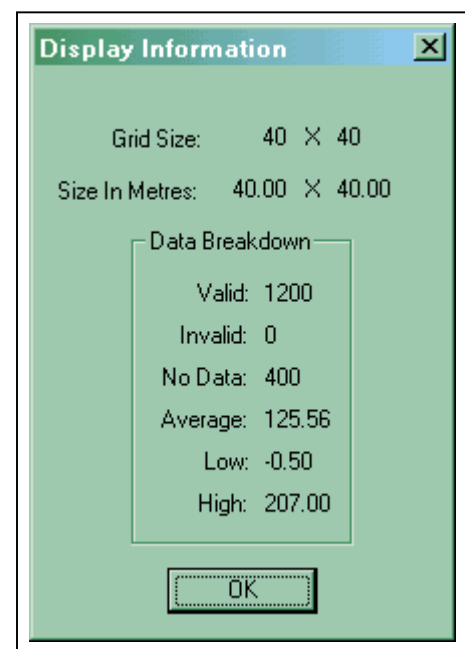 Display Information
Grid Size: 40 X 40
Size In Metres: 40.00 X 40.00
Data Breakdown
Valid: 1200
Invalid: 0
No Data: 400
Average: 125.56
Low: -0.50
High: 207.00
OK